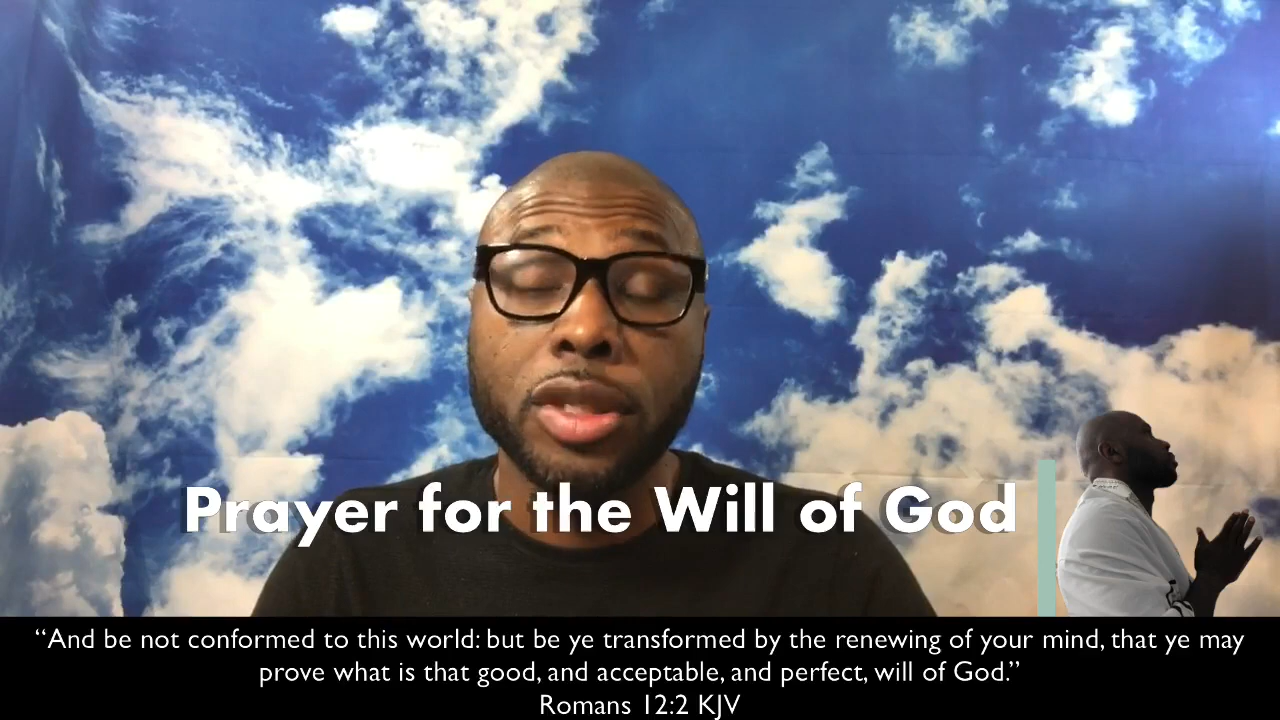 Prayer for the Will of God
“And be not conformed to this world: but be ye transformed by the renewing of your mind, that ye may
prove what is that good, and acceptable, and perfect, will of God.”
Romans 12:2 KJV